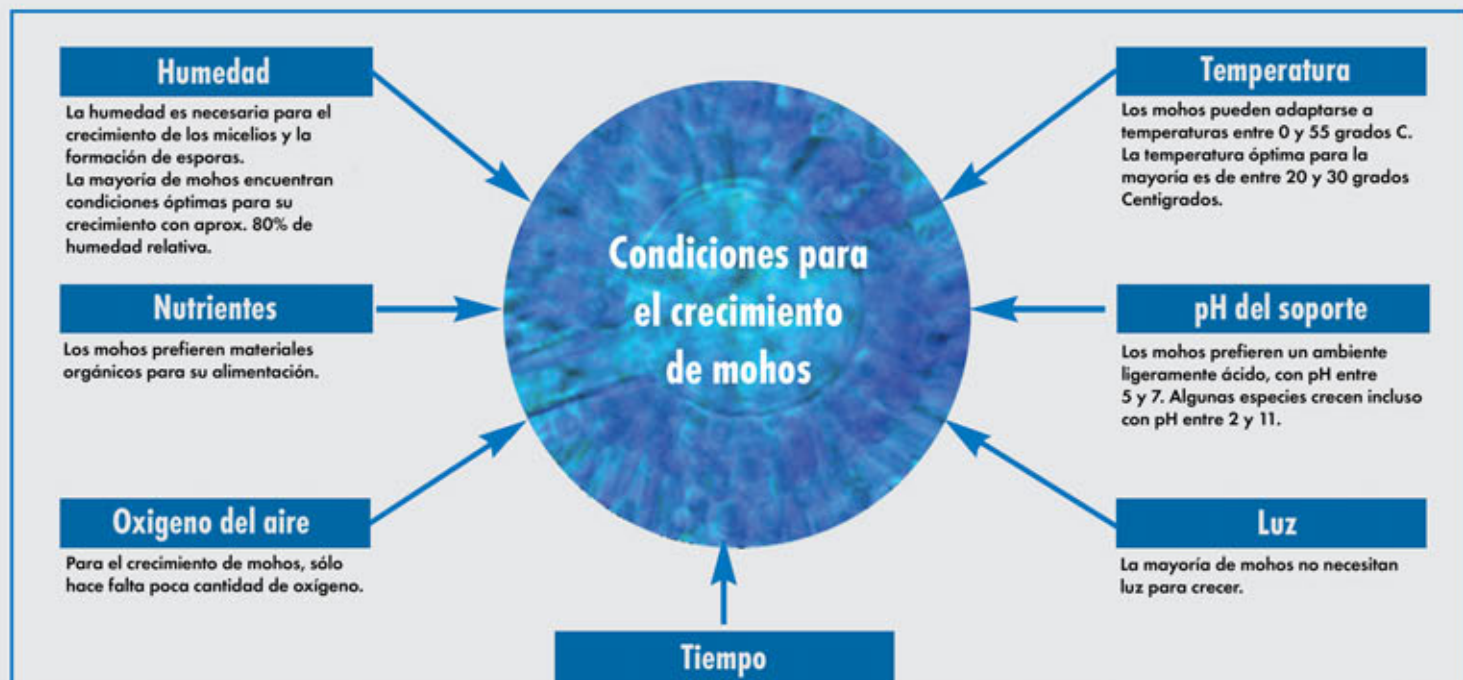 Humedad
La humedad es necesaria para el
crecimiento de los micelios y la
formación de esporas.
La mayoría de mohos encuentran
condiciones óptimas para su
crecimiento con aprox. 80% de
humedad relativa.
Nutrientes
Los mohos prefieren materiales
orgánicos para su alimentación.
Oxigeno del aire
Para el crecimiento de mohos, sólo
hace falta poca cantidad de oxígeno.
Condiciones para
el crecimiento
de mohos
Tiempo
Temperatura
Los mohos pueden adaptarse a
temperaturas entre 0 y 55 grados C.
La temperatura óptima para la
mayoría es de entre 20 y 30 grados
Centigrados.
pH del soporte
Los mohos prefieren un ambiente
ligeramente ácido, con pH entre
5 y 7. Algunas especies crecen incluso
con pH entre 2 y 11.
Luz
La mayoría de mohos no necesitan
luz para crecer.